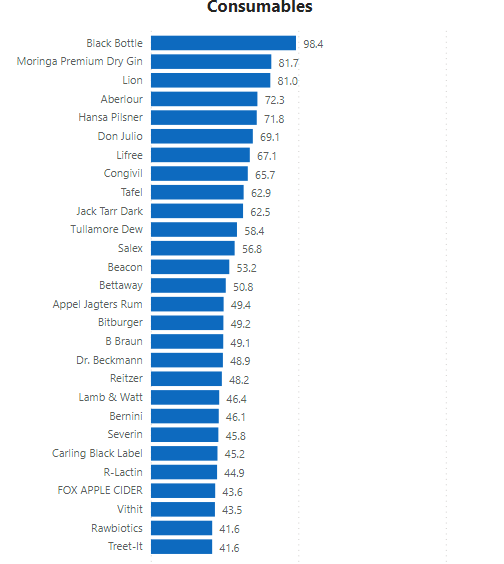 Consumables
Black Bottle 98.4
Moringa Premium Dry Gin 81.7
Lion 81.0
Aberlour 72.3
Hansa Pilsner 71.8
Don Julio 69.1
Lifree 67.1
Congivil 65.7
Tafel 62.9
Jack Tarr Dark 62.5
Tullamore Dew 58.4
Salex 56.8
Beacon 53.2
Bettaway 50.8
Appel Jagters Rum 49.4
Bitburger 49.2
B Braun 49.1
Dr. Beckmann 48.9
Reitzer 48.2
Lamb & Watt 46.4
Bernini 46.1
Severin 45.8
Carling Black Label 45.2
R-Lactin 44.9
FOX APPLE CIDER 43.6
Vithit 43.5
Rawbiotics 41.6
Treet-It 41.6